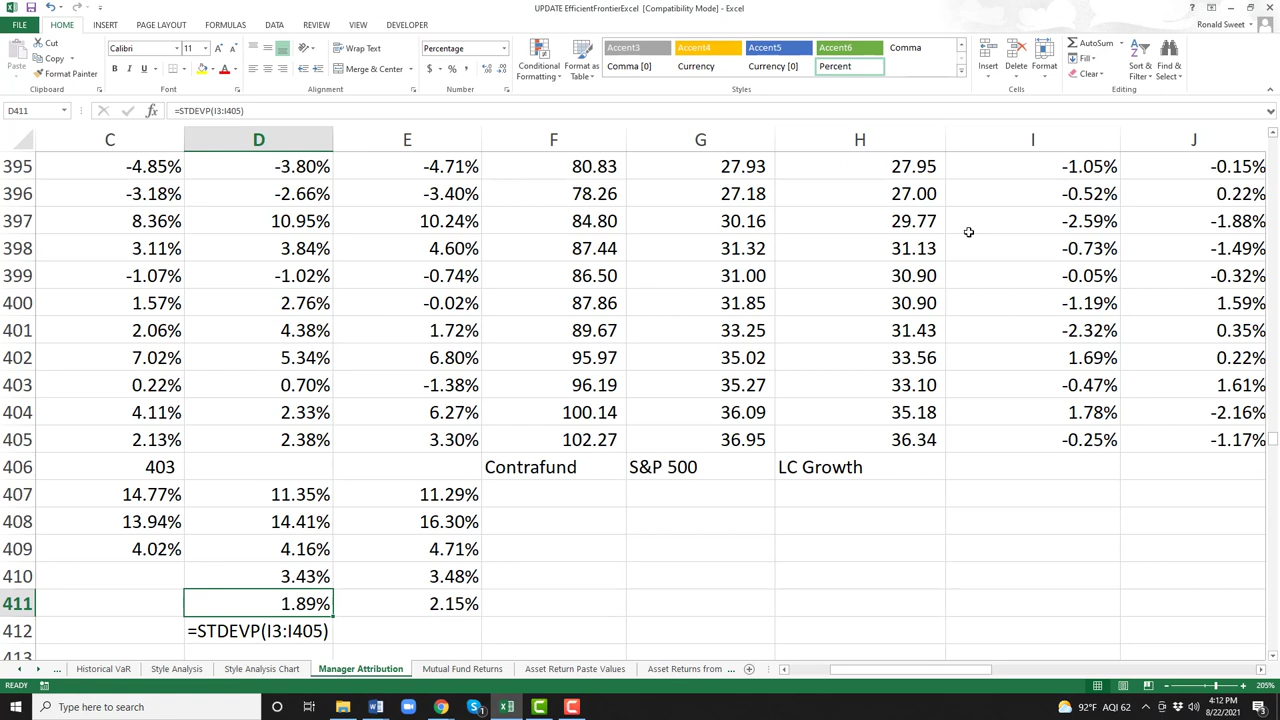 UPDATE EfficientFrontierExcel [Compatibility Mode] - Excel
FILE HOME INSERT PAGE LAYOUT FORMULAS DATA REVIEW VIEW DEVELOPER Ronald Sweet
Paste Cut Copy Format Painter Clipboard
Calibri 11 Font
Wrap Text Merge & Center Alignment
Percentage Number
Conditional Formatting Format as Table
Accent3 Accent4 Accent5 Accent6 Comma
Comma [0] Currency Currency [0] Percent
Styles
Insert Delete Format Cells
AutoSum Fill Clear Sort & Filter Find & Select Editing
D411 =STDEVP(I3:I405)
C D E F G H I J
395 -4.85% -3.80% -4.71% 80.83 27.93 27.95 -1.05% -0.15%
396 -3.18% -2.66% -3.40% 78.26 27.18 27.00 -0.52% 0.22%
397 8.36% 10.95% 10.24% 84.80 30.16 29.77 -2.59% -1.88%
398 3.11% 3.84% 4.60% 87.44 31.32 31.13 -0.73% -1.49%
399 -1.07% -1.02% -0.74% 86.50 31.00 30.90 -0.05% -0.32%
400 1.57% 2.76% -0.02% 87.86 31.85 30.90 -1.19% 1.59%
401 2.06% 4.38% 1.72% 89.67 33.25 31.43 -2.32% 0.35%
402 7.02% 5.34% 6.80% 95.97 35.02 33.56 1.69% 0.22%
403 0.22% 0.70% -1.38% 96.19 35.27 33.10 -0.47% 1.61%
404 4.11% 2.33% 6.27% 100.14 36.09 35.18 1.78% -2.16%
405 2.13% 2.38% 3.30% 102.27 36.95 36.34 -0.25% -1.17%
406 403 Contrafund S&P 500 LC Growth
407 14.77% 11.35% 11.29%
408 13.94% 14.41% 16.30%
409 4.02% 4.16% 4.71%
410 3.43% 3.48%
411 1.89% 2.15%
412 =STDEVP(I3:I405)
413
Historical VaR Style Analysis Style Analysis Chart Manager Attribution Mutual Fund Returns Asset Return Paste Values Asset Returns from ...
READY 205%
Type here to search 92°F AQI 62 4:12 PM
8/22/2021